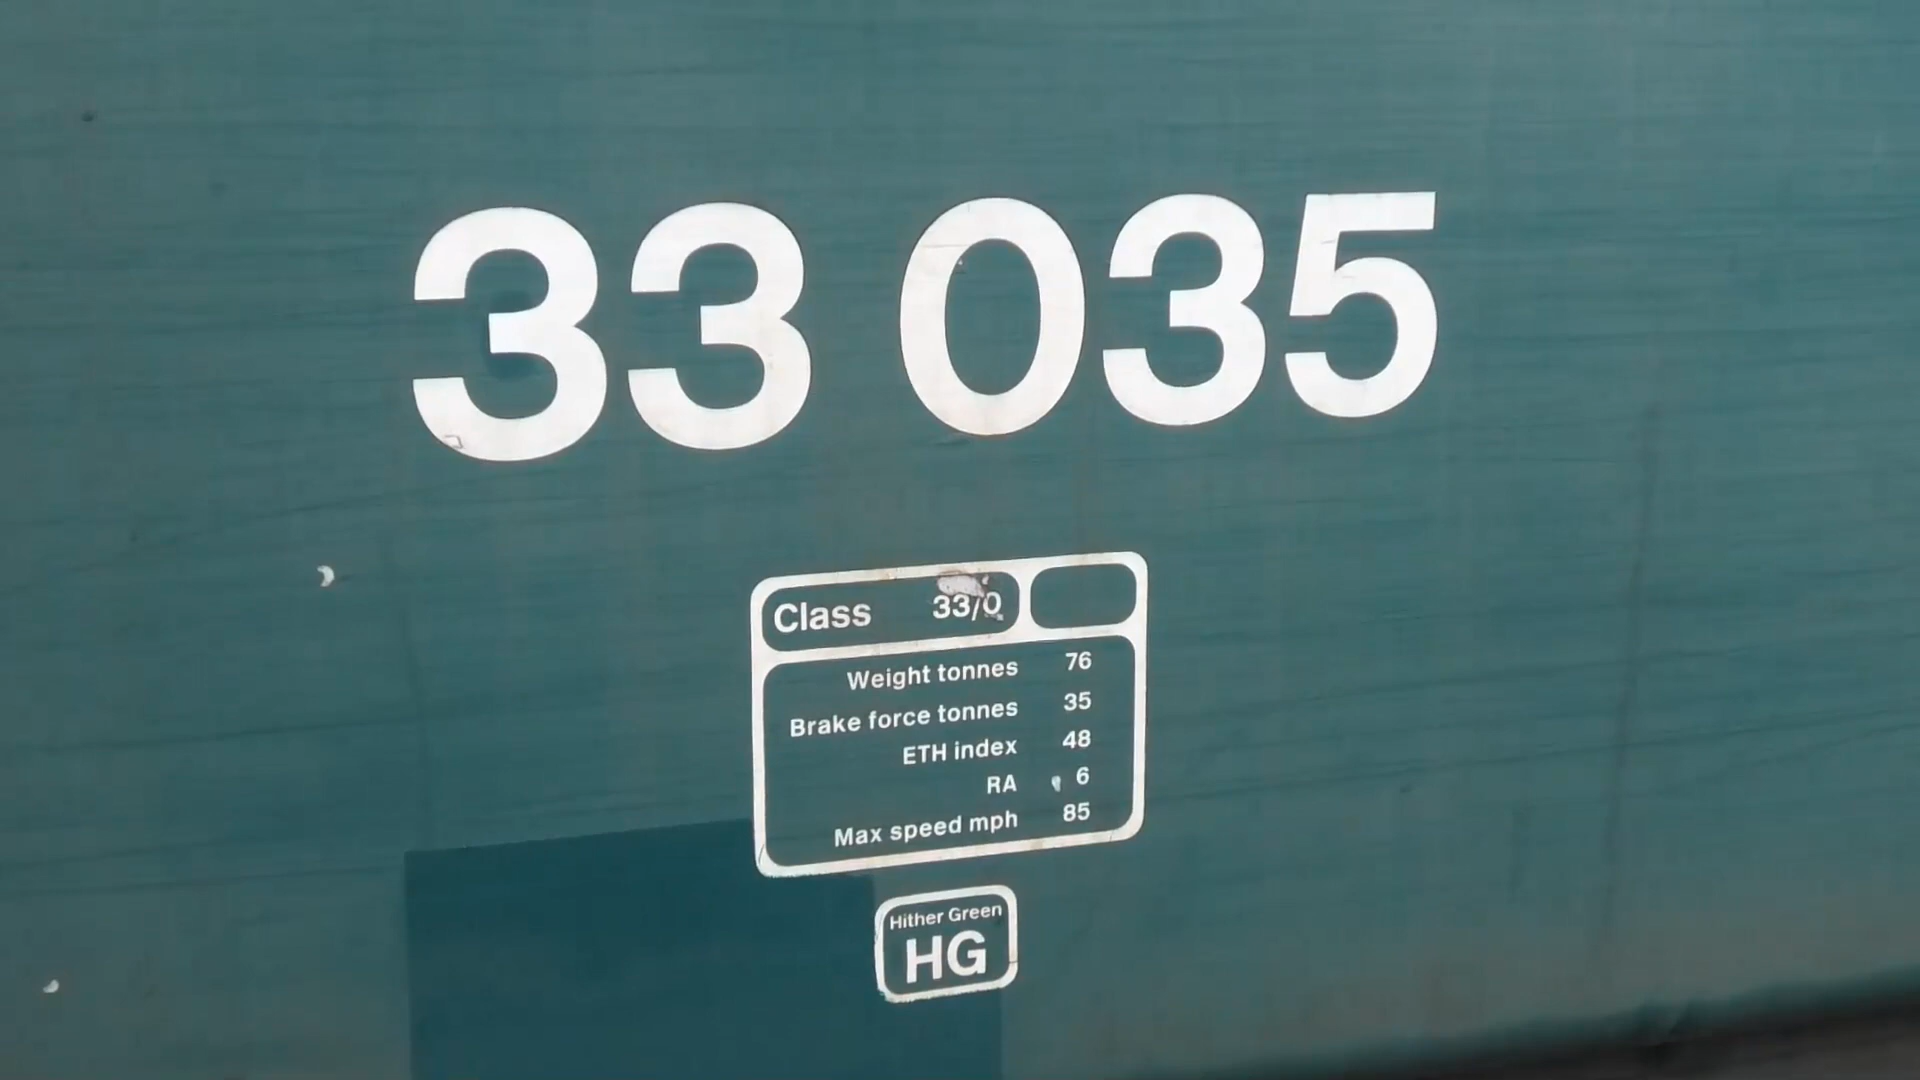 33 035
Class 33/0
Weight tonnes 76
Brake force tonnes 35
ETH index 48
RA 6
Max speed mph 85
Hither Green
HG